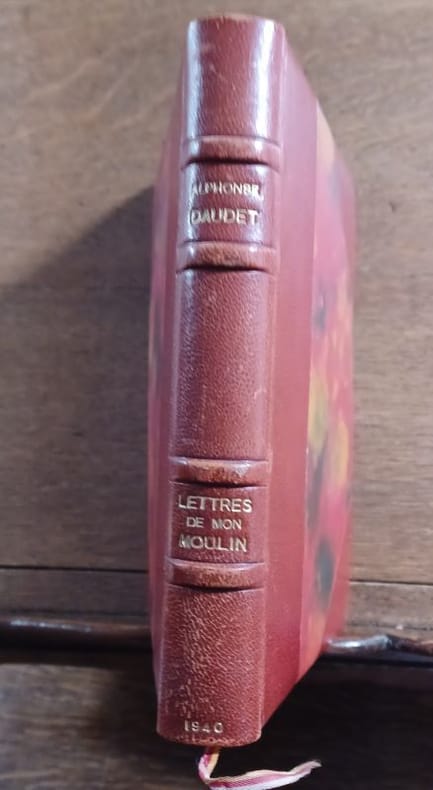 ALPHONSE
DAUDET
LETTRES
DE MON
MOULIN
1940